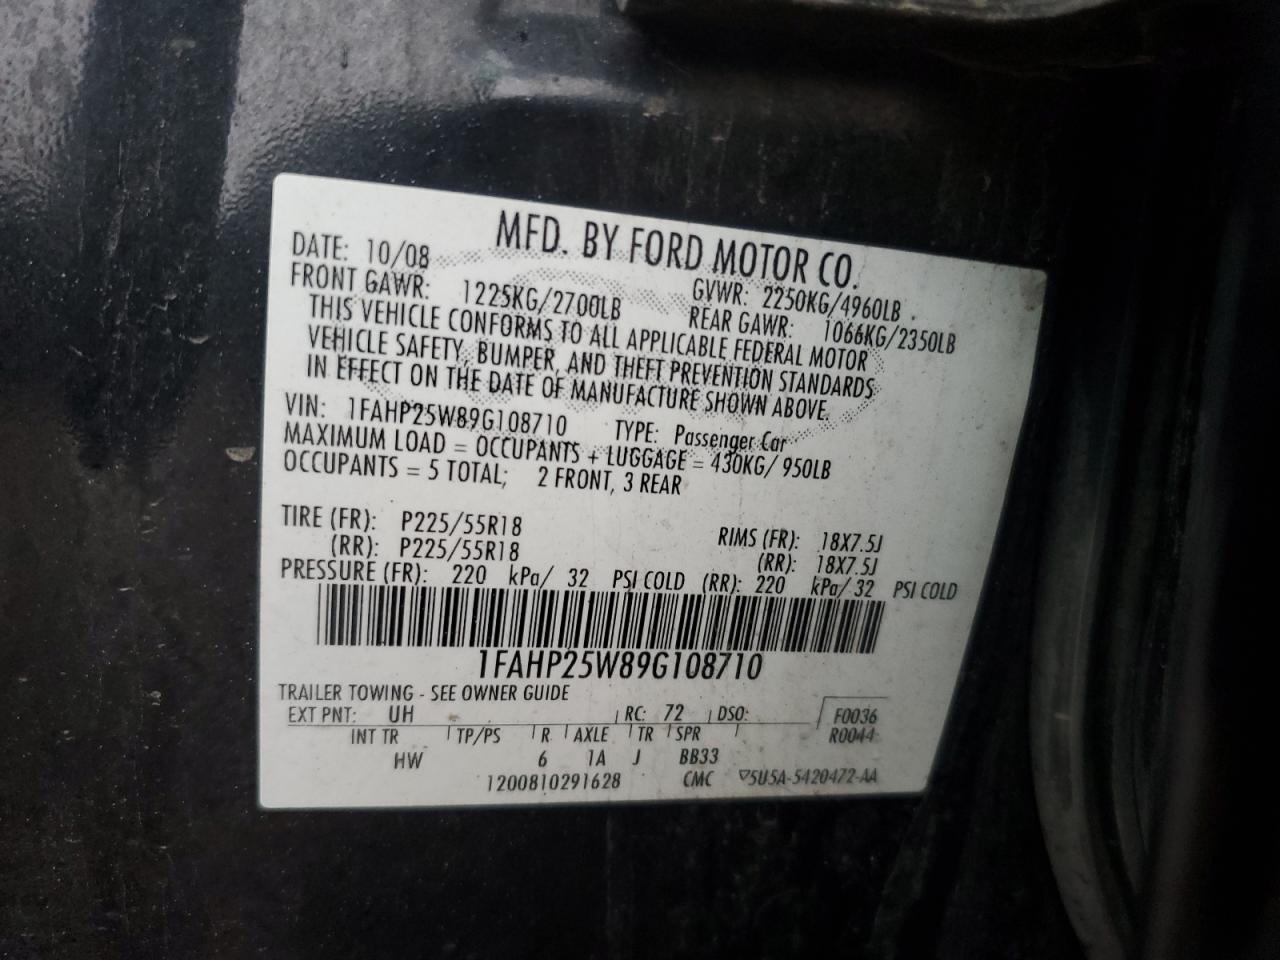 MFD. BY FORD MOTOR CO.
DATE: 10/08 GVWR: 2250KG/4960LB
FRONT GAWR: 1225KG/2700LB REAR GAWR: 1066KG/2350LB
THIS VEHICLE CONFORMS TO ALL APPLICABLE FEDERAL MOTOR
VEHICLE SAFETY, BUMPER, AND THEFT PREVENTION STANDARDS
IN EFFECT ON THE DATE OF MANUFACTURE SHOWN ABOVE.
VIN: 1FAHP25W89G108710 TYPE: Passenger Car
MAXIMUM LOAD = OCCUPANTS + LUGGAGE = 430KG/ 950LB
OCCUPANTS = 5 TOTAL; 2 FRONT, 3 REAR
TIRE (FR): P225/55R18 RIMS (FR): 18X7.5J
(RR): P225/55R18 (RR): 18X7.5J
PRESSURE (FR): 220 kPa/ 32 PSI COLD (RR): 220 kPa/ 32 PSI COLD
1FAHP25W89G108710
TRAILER TOWING - SEE OWNER GUIDE
EXT PNT: UH RC: 72 DSO: F0036
INT TR TP/PS R AXLE TR SPR R0044
HW 6 1A J BB33
1200810291628 CMC ▽5U5A-5420472-AA